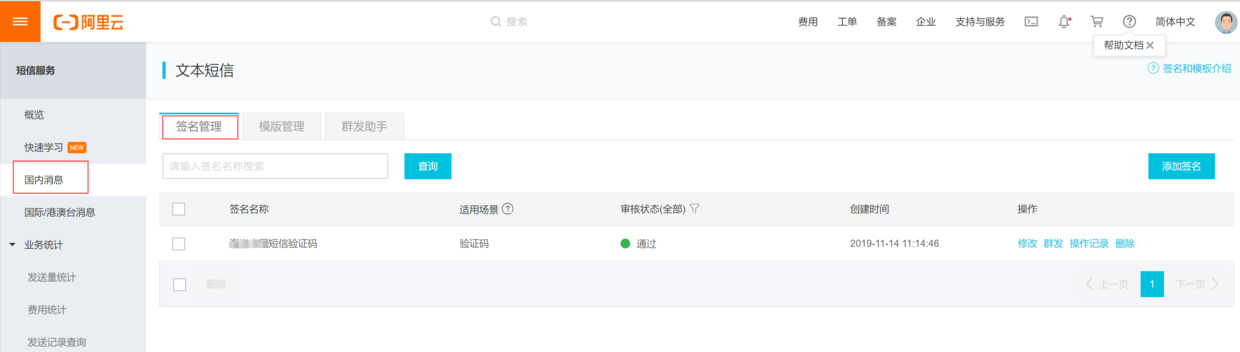 阿里云
搜索
费用 工单 备案 企业 支持与服务 简体中文
帮助文档
短信服务
文本短信
签名和模板介绍
概览
签名管理 模版管理 群发助手
快速学习 NEW
请输入签名名称搜索 查询 添加签名
国内消息
国际/港澳台消息
签名名称 适用场景 审核状态(全部) 创建时间 操作
业务统计
短信验证码 验证码 通过 2019-11-14 11:14:46 修改 群发 操作记录 删除
发送量统计
删除 上一页 1 下一页
费用统计
发送记录查询